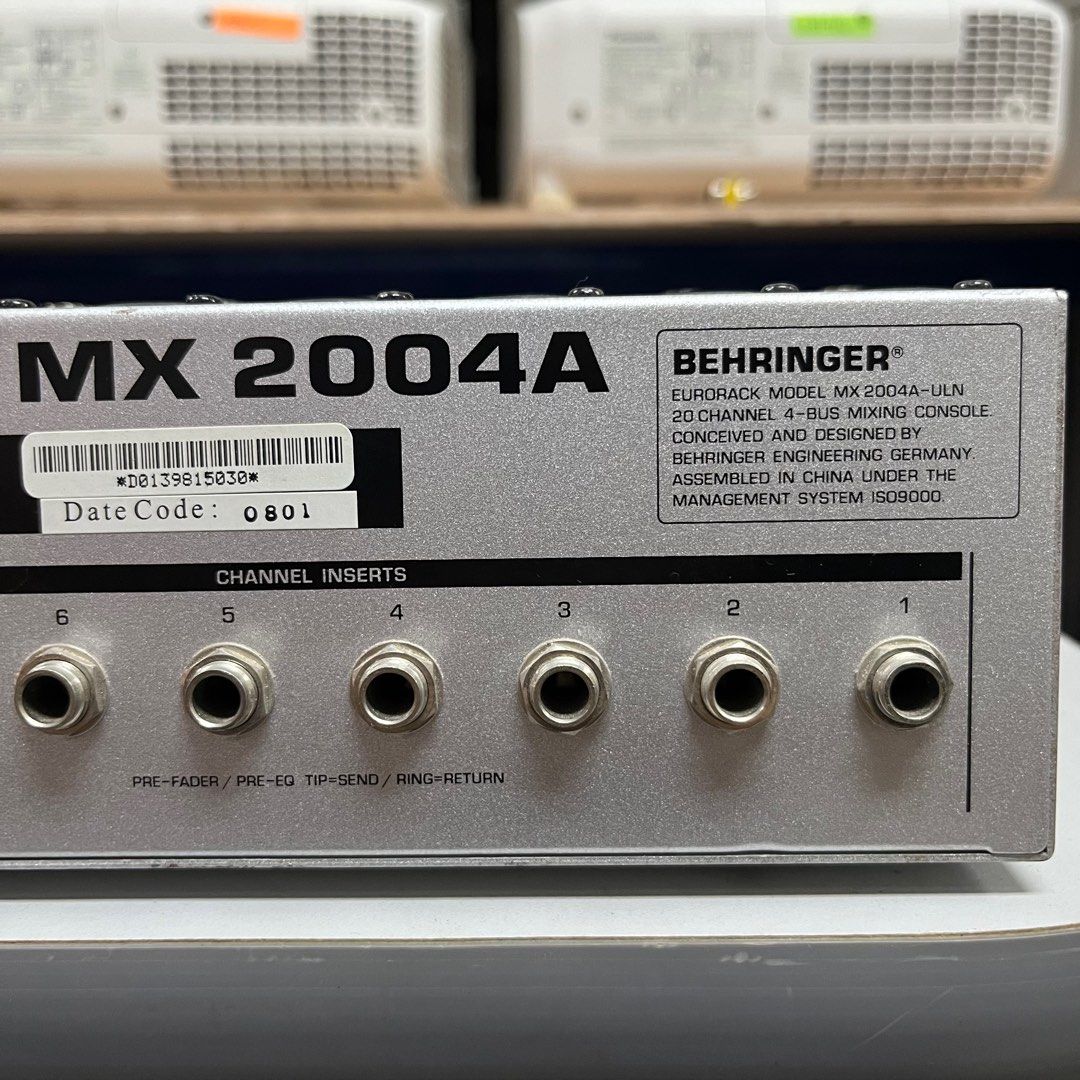 MX 2004A
BEHRINGER®
EURORACK MODEL MX 2004A-ULN
20 CHANNEL 4-BUS MIXING CONSOLE.
CONCEIVED AND DESIGNED BY
BEHRINGER ENGINEERING GERMANY.
ASSEMBLED IN CHINA UNDER THE
MANAGEMENT SYSTEM ISO9000.
*D0139815030*
Date Code: 0801
CHANNEL INSERTS
6 5 4 3 2 1
PRE-FADER / PRE-EQ TIP=SEND / RING=RETURN